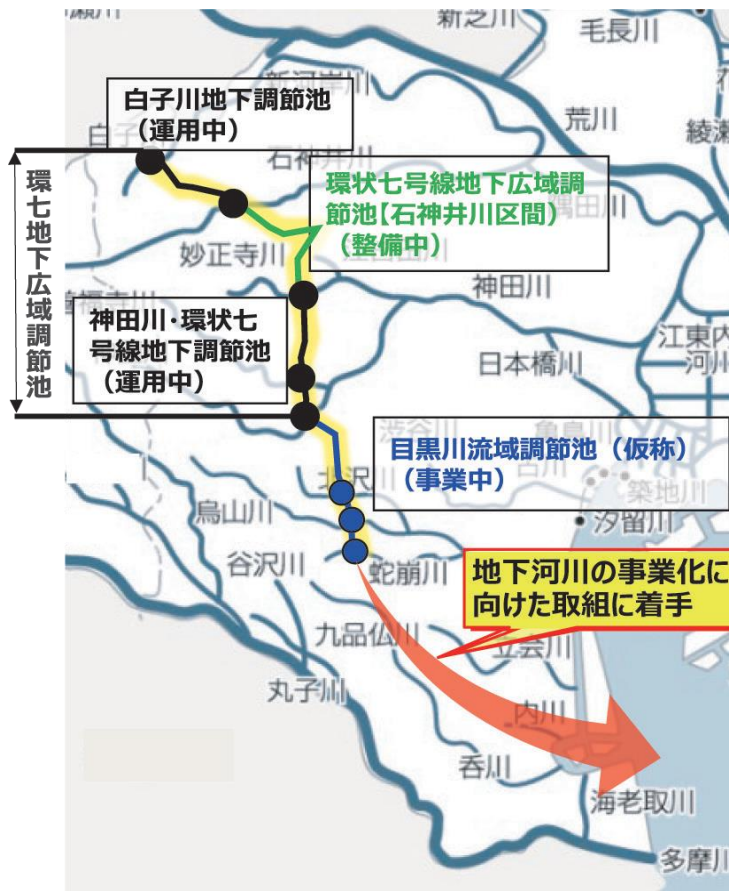 新芝川
毛長川
新河岸川
荒川
綾瀬
白子川地下調節池
(運用中)
石神井川
環状七号線地下広域調
節池【石神井川区間)
(整備中)
隅田川
環七地下広域調節池
妙正寺川
神田川
神田川・環状七
号線地下調節池
(運用中)
江東内
河川
日本橋川
渋谷川
亀島川
目黒川流域調節池(仮称)
(事業中)
古川
北沢川
築地川
汐留川
烏山川
谷沢川
蛇崩川
地下河川の事業化に
向けた取組に着手
九品仏川
立会川
丸子川
内川
呑川
海老取川
多摩川